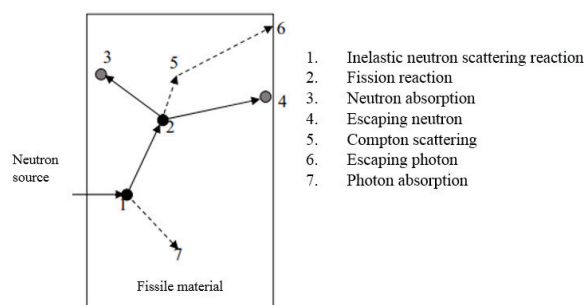 6
3
5
4
2
Neutron
source
1
7
Fissile material
1. Inelastic neutron scattering reaction
2. Fission reaction
3. Neutron absorption
4. Escaping neutron
5. Compton scattering
6. Escaping photon
7. Photon absorption